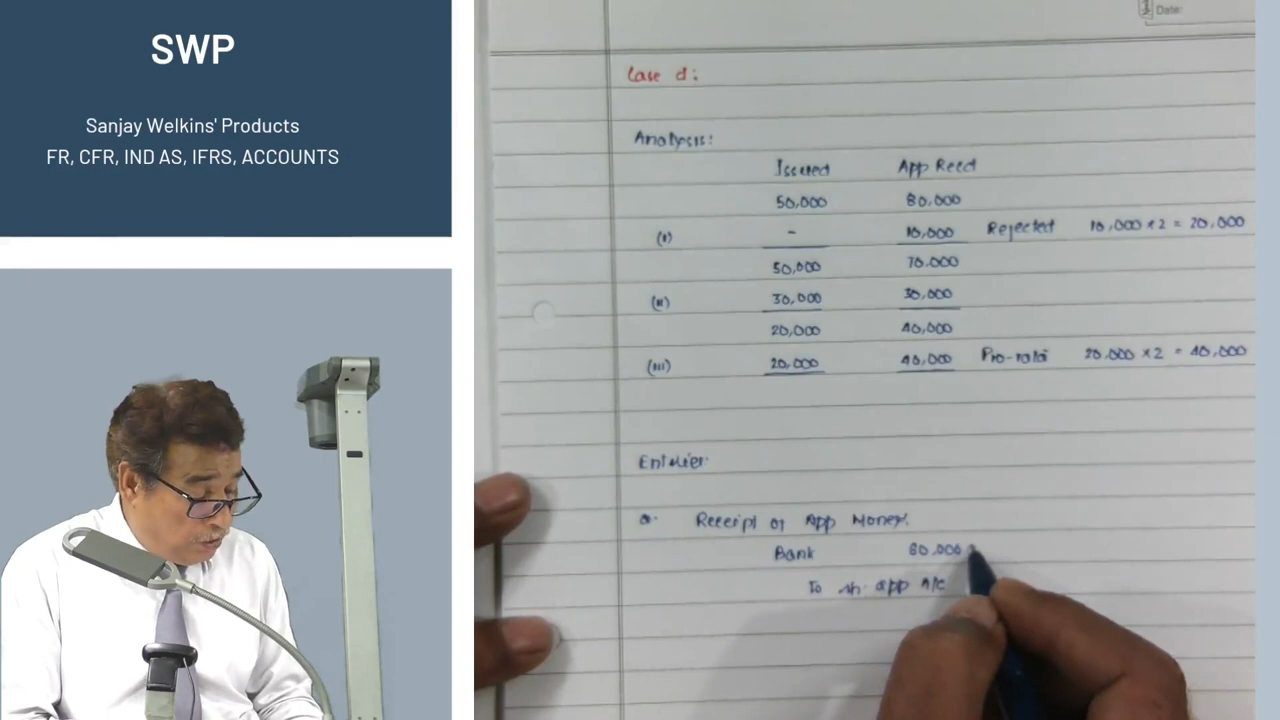 SWP
Sanjay Welkins' Products
FR, CFR, IND AS, IFRS, ACCOUNTS
Date:
Case d:
Analysis:
Issued App Recd
50,000 80,000
(i) - 10,000 Rejected 10,000 × 2 = 20,000
50,000 70,000
(ii) 30,000 30,000
20,000 40,000
(iii) 20,000 40,000 Pro-rata 20,000 × 2 = 40,000
Entries:
a. Receipt of App Money.
Bank 80,000
To sh. app A/c